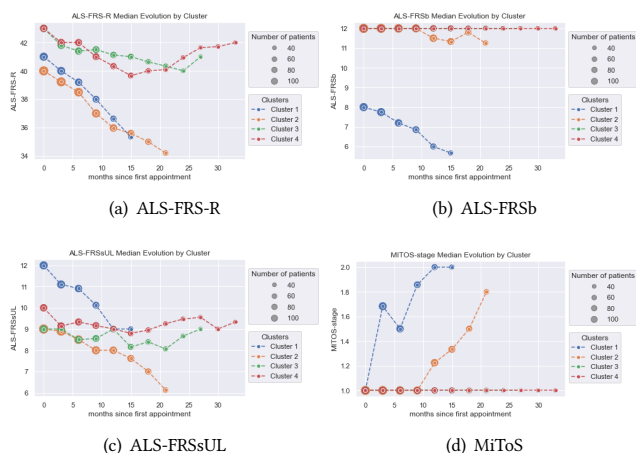 ALS-FRS-R Median Evolution by Cluster
ALS-FRS-R
42
40
38
36
34
0 5 10 15 20 25 30
months since first appointment
Number of patients
40
60
80
100
Clusters
Cluster 1
Cluster 2
Cluster 3
Cluster 4
(a) ALS-FRS-R
ALS-FRSb Median Evolution by Cluster
ALS-FRSb
12
11
10
9
8
7
6
0 5 10 15 20 25 30
months since first appointment
Number of patients
40
60
80
100
Clusters
Cluster 1
Cluster 2
Cluster 3
Cluster 4
(b) ALS-FRSb
ALS-FRSsUL Median Evolution by Cluster
ALS-FRSsUL
12
11
10
9
8
7
6
0 5 10 15 20 25 30
months since first appointment
Number of patients
40
60
80
100
Clusters
Cluster 1
Cluster 2
Cluster 3
Cluster 4
(c) ALS-FRSsUL
MITOS-stage Median Evolution by Cluster
MITOS-stage
2.0
1.8
1.6
1.4
1.2
1.0
0 5 10 15 20 25 30
months since first appointment
Number of patients
40
60
80
100
Clusters
Cluster 1
Cluster 2
Cluster 3
Cluster 4
(d) MiToS